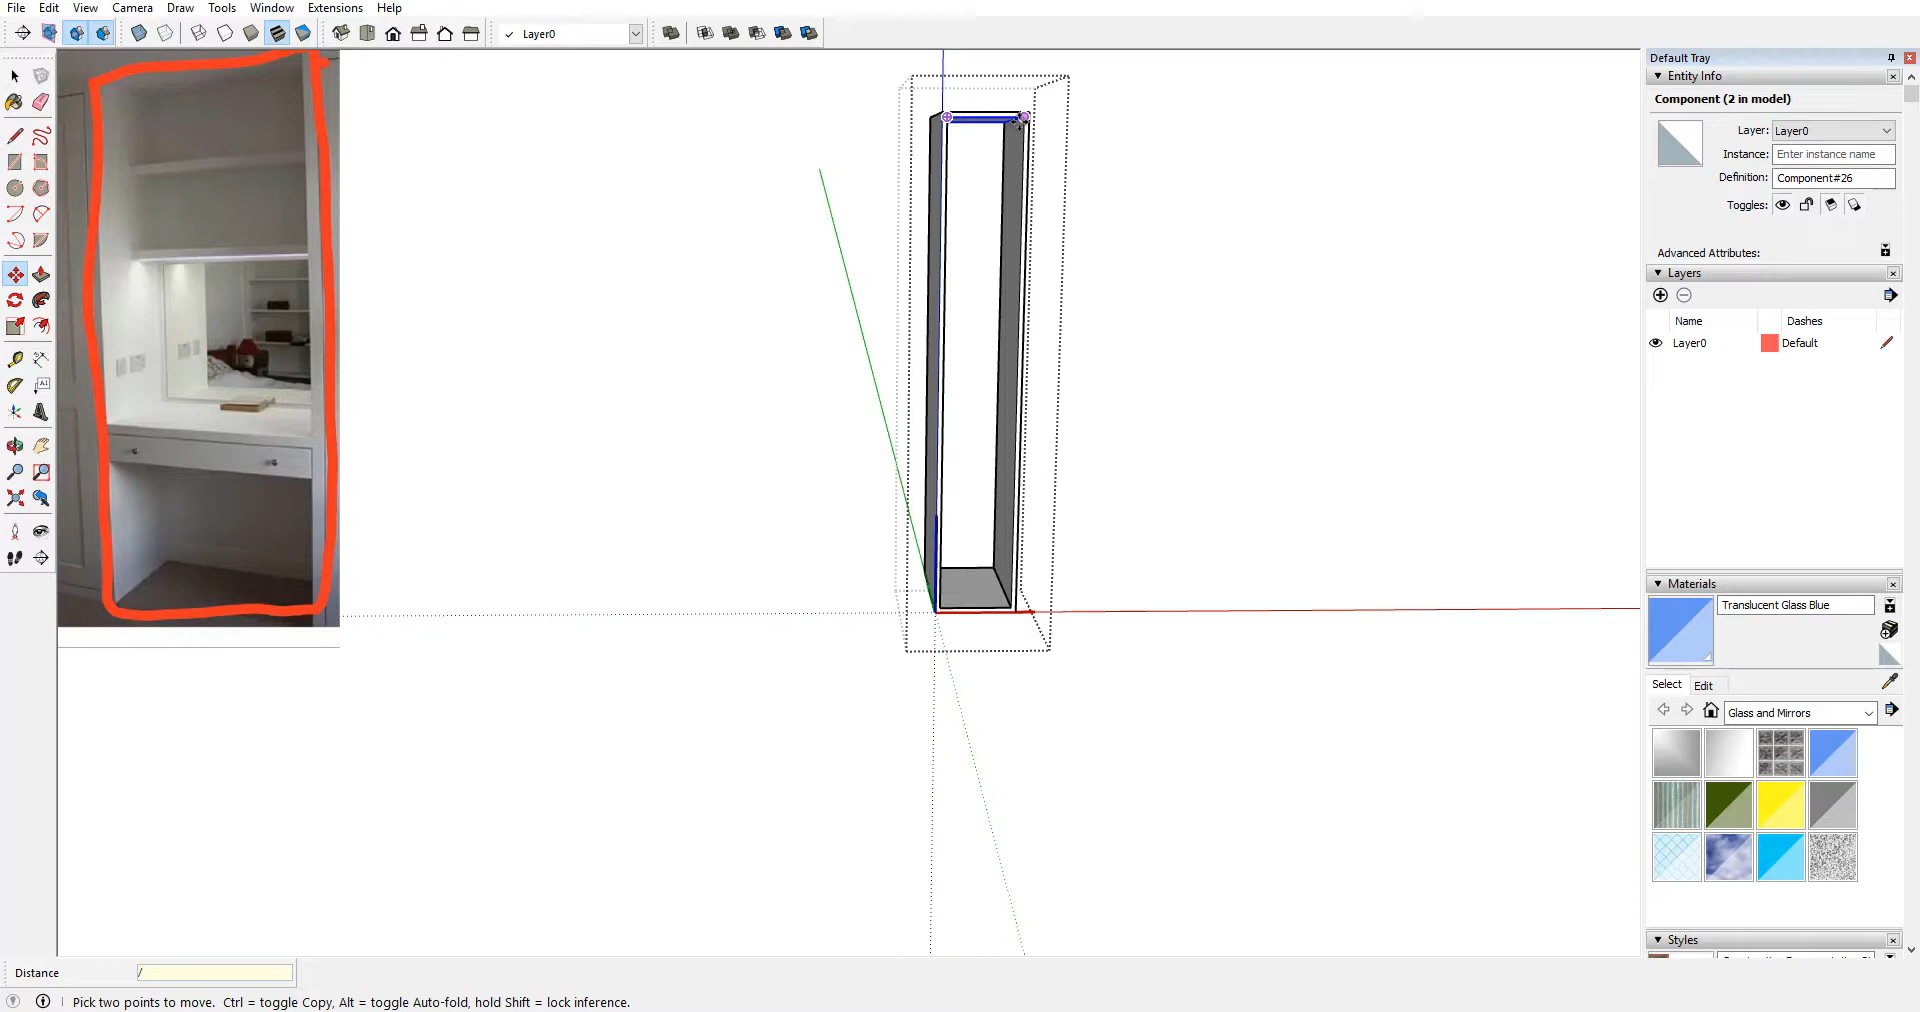 File Edit View Camera Draw Tools Window Extensions Help
✓ Layer0
Default Tray
Entity Info
Component (2 in model)
Layer: Layer0
Instance: Enter instance name
Definition: Component#26
Toggles:
Advanced Attributes:
Layers
Name Dashes
Layer0 Default
Materials
Translucent Glass Blue
Select Edit
Glass and Mirrors
Styles
Distance /
Pick two points to move. Ctrl = toggle Copy, Alt = toggle Auto-fold, hold Shift = lock inference.